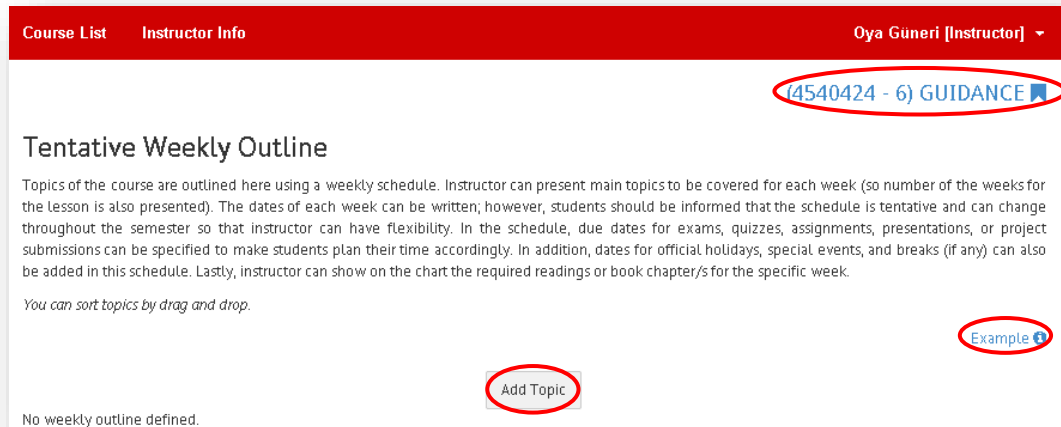 Course List Instructor Info Oya Güneri [Instructor]
(4540424 - 6) GUIDANCE
Tentative Weekly Outline
Topics of the course are outlined here using a weekly schedule. Instructor can present main topics to be covered for each week (so number of the weeks for
the lesson is also presented). The dates of each week can be written; however, students should be informed that the schedule is tentative and can change
throughout the semester so that instructor can have flexibility. In the schedule, due dates for exams, quizzes, assignments, presentations, or project
submissions can be specified to make students plan their time accordingly. In addition, dates for official holidays, special events, and breaks (if any) can also
be added in this schedule. Lastly, instructor can show on the chart the required readings or book chapter/s for the specific week.
You can sort topics by drag and drop.
Example
Add Topic
No weekly outline defined.